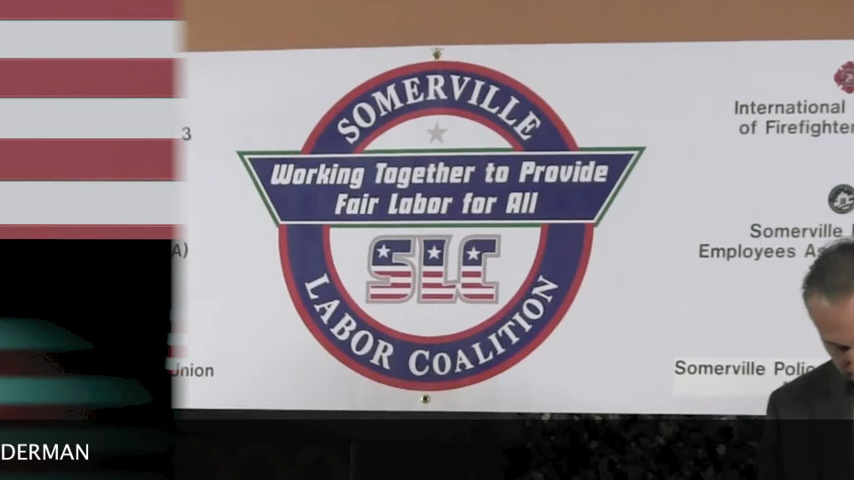 3
SOMERVILLE
Working Together to Provide
Fair Labor for All
SLC
LABOR COALITION
International
of Firefighter
Somerville
Employees As
Somerville Polic
A)
Union
DERMAN